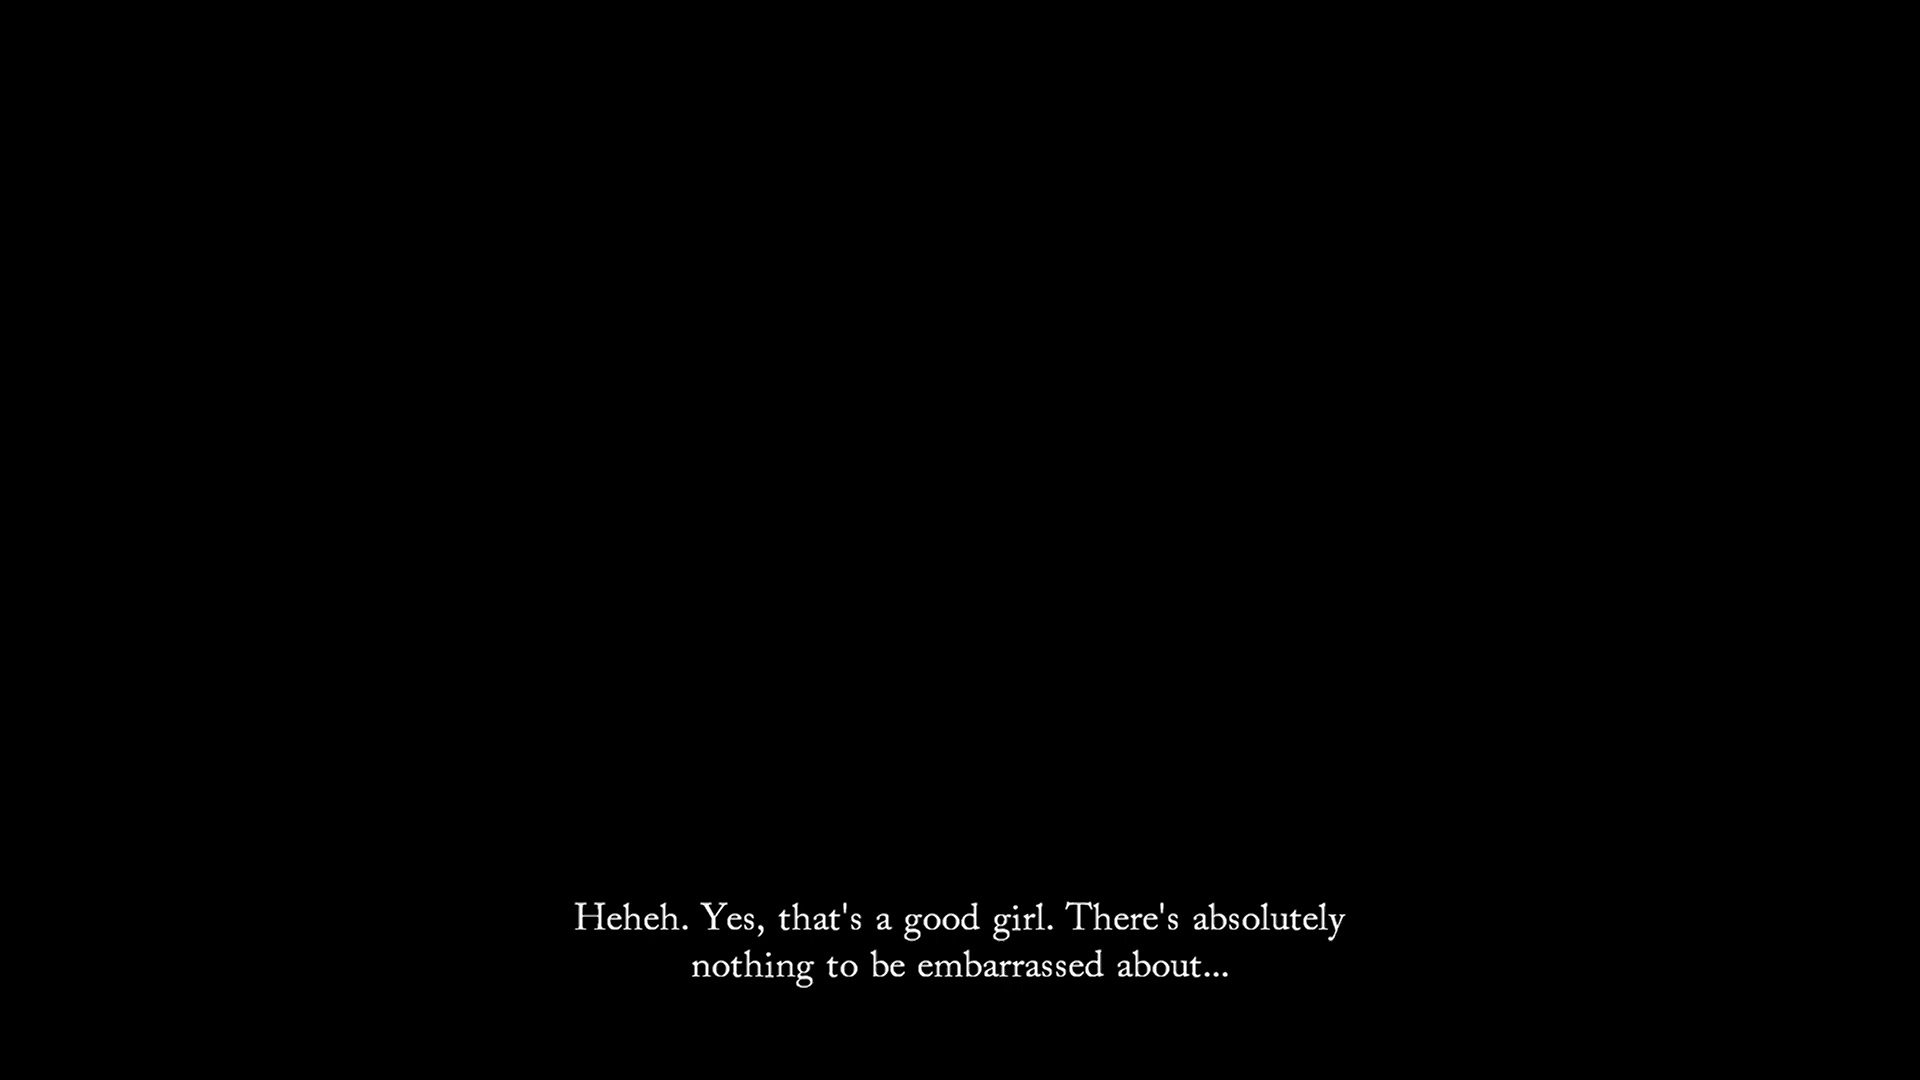 Heheh. Yes, that's a good girl. There's absolutely
nothing to be embarrassed about...